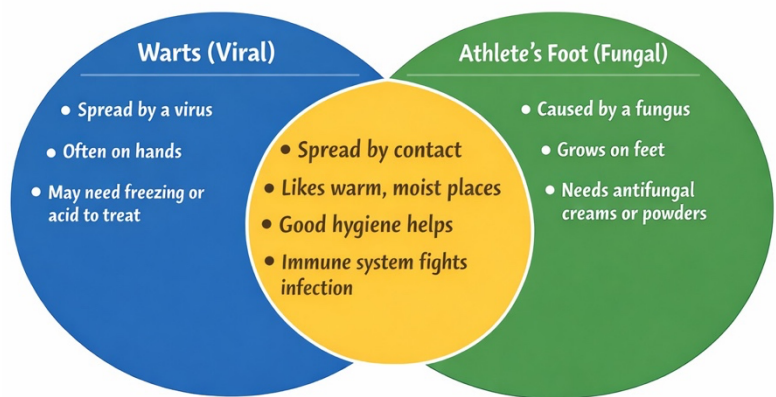 Warts (Viral)
• Spread by a virus
• Often on hands
• May need freezing or
acid to treat
• Spread by contact
• Likes warm, moist places
• Good hygiene helps
• Immune system fights
infection
Athlete's Foot (Fungal)
• Caused by a fungus
• Grows on feet
• Needs antifungal
creams or powders